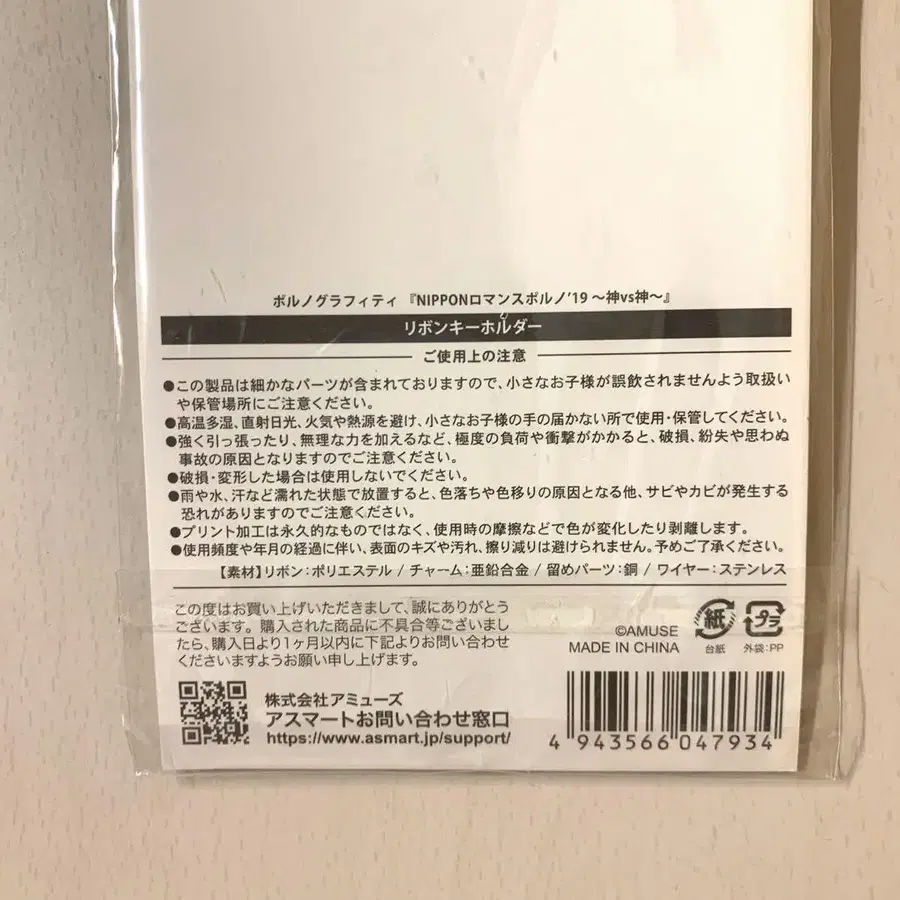 ポルノグラフィティ 『NIPPONロマンスポルノ'19 〜神vs神〜』
リボンキーホルダー
ご使用上の注意
●この製品は細かなパーツが含まれておりますので、小さなお子様が誤飲されませんよう取扱い
や保管場所にご注意ください。
●高温多湿、直射日光、火気や熱源を避け、小さなお子様の手の届かない所で使用・保管してください。
●強く引っ張ったり、無理な力を加えるなど、極度の負荷や衝撃がかかると、破損、紛失や思わぬ
事故の原因となりますのでご注意ください。
●破損・変形した場合は使用しないでください。
●雨や水、汗など濡れた状態で放置すると、色落ちや色移りの原因となる他、サビやカビが発生する
恐れがありますのでご注意ください。
●プリント加工は永久的なものではなく、使用時の摩擦などで色が変化したり剥離します。
●使用頻度や年月の経過に伴い、表面のキズや汚れ、擦り減りは避けられません。予めご了承ください。
【素材】リボン：ポリエステル / チャーム：亜鉛合金 / 留めパーツ：銅 / ワイヤー：ステンレス
この度はお買い上げいただきまして、誠にありがとう
ございます。購入された商品に不具合等ございまし
たら、購入日より1ヶ月以内に下記よりお問い合わせ
くださいますようお願い申し上げます。
©AMUSE
MADE IN CHINA
紙
台紙
プラ
外袋：PP
株式会社アミューズ
アスマートお問い合わせ窓口
https://www.asmart.jp/support/
4 943566 047934